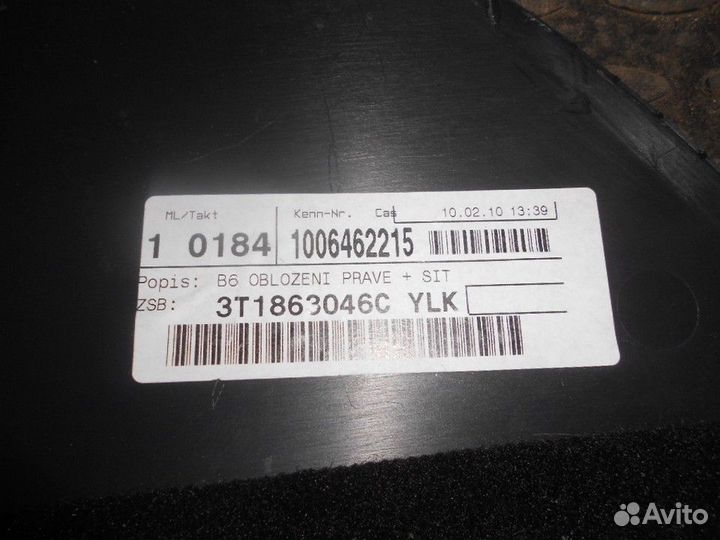 ML/Takt Kenn-Nr. Cas 10.02.10 13:39
1 0184 1006462215
Popis: B6 OBLOZENI PRAVE + SIT
ZSB: 3T1863046C YLK
Avito